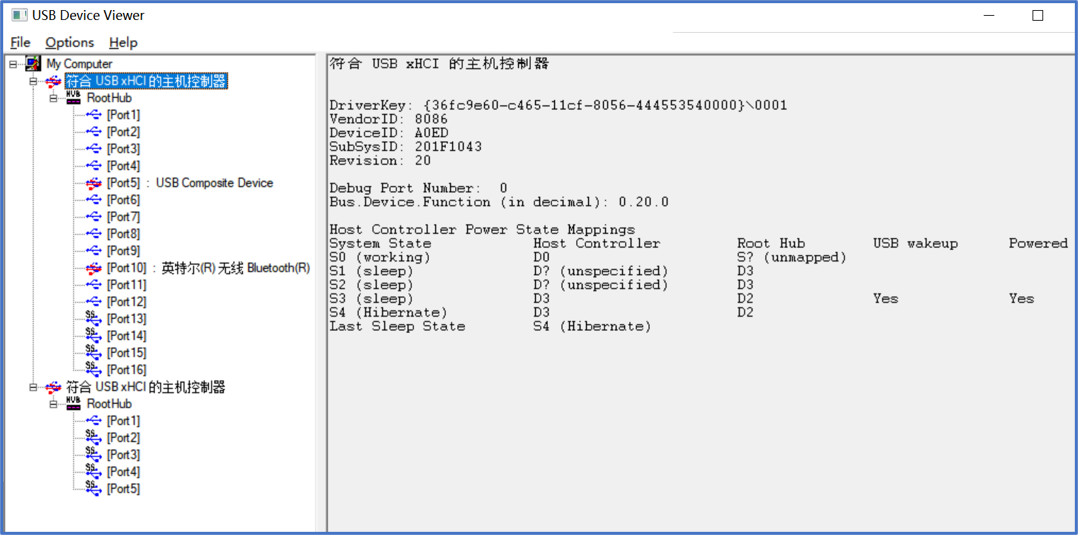 USB Device Viewer
File Options Help
My Computer
符合 USB xHCI 的主机控制器
RootHub
[Port1]
[Port2]
[Port3]
[Port4]
[Port5] : USB Composite Device
[Port6]
[Port7]
[Port8]
[Port9]
[Port10] : 英特尔(R) 无线 Bluetooth(R)
[Port11]
[Port12]
[Port13]
[Port14]
[Port15]
[Port16]
符合 USB xHCI 的主机控制器
RootHub
[Port1]
[Port2]
[Port3]
[Port4]
[Port5]
符合 USB xHCI 的主机控制器
DriverKey: {36fc9e60-c465-11cf-8056-444553540000}\0001
VendorID: 8086
DeviceID: A0ED
SubSysID: 201F1043
Revision: 20
Debug Port Number: 0
Bus.Device.Function (in decimal): 0.20.0
Host Controller Power State Mappings
System State Host Controller Root Hub USB wakeup Powered
S0 (working) D0 S? (unmapped)
S1 (sleep) D? (unspecified) D3
S2 (sleep) D? (unspecified) D3
S3 (sleep) D3 D2 Yes Yes
S4 (Hibernate) D3 D2
Last Sleep State S4 (Hibernate)